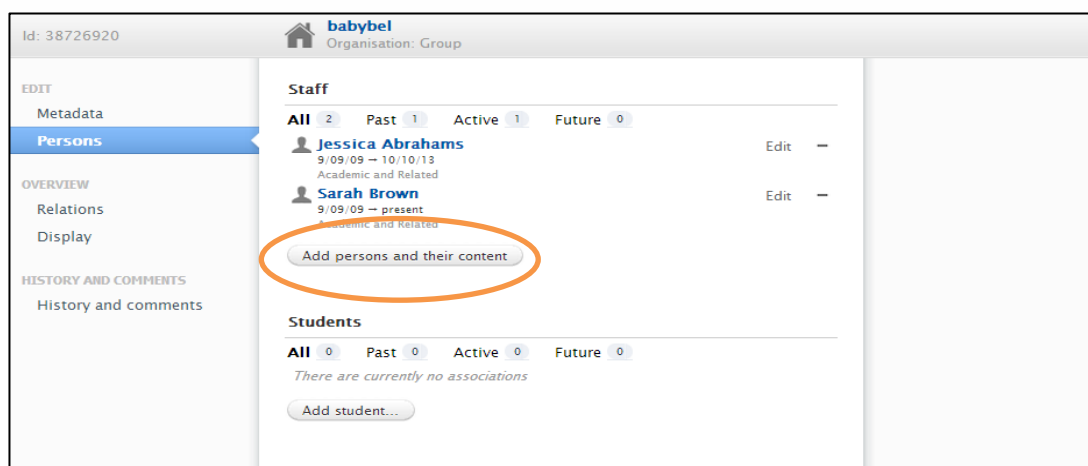 Id: 38726920
babybel
Organisation: Group
EDIT
Metadata
Persons
OVERVIEW
Relations
Display
HISTORY AND COMMENTS
History and comments
Staff
All 2 Past 1 Active 1 Future 0
Jessica Abrahams
9/09/09 → 10/10/13
Academic and Related
Edit −
Sarah Brown
9/09/09 → present
Academic and Related
Edit −
Add persons and their content
Students
All 0 Past 0 Active 0 Future 0
There are currently no associations
Add student...